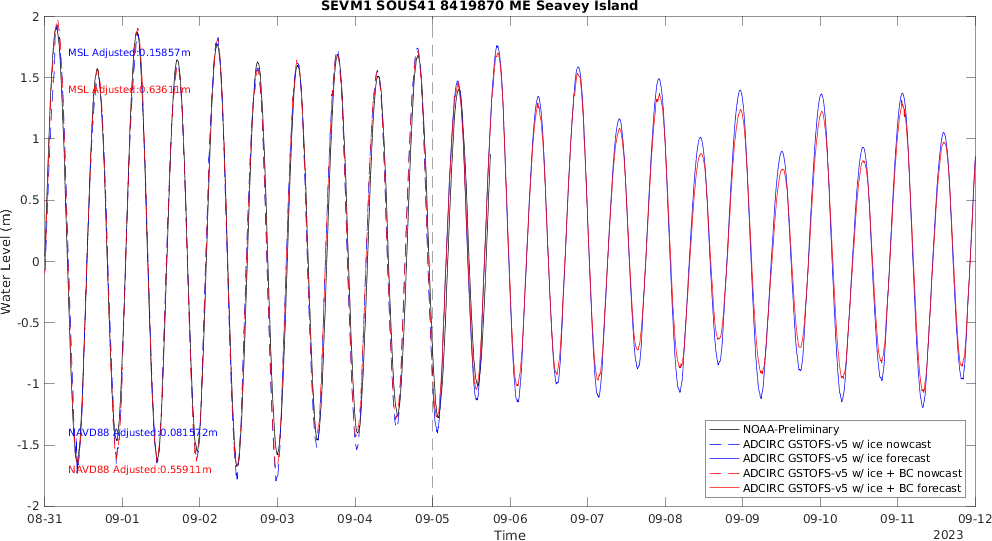 SEVM1 SOUS41 8419870 ME Seavey Island
2
1.5
1
0.5
0
-0.5
-1
-1.5
-2
Water Level (m)
MSL Adjusted:0.15857m
MSL Adjusted:0.63611m
NAVD88 Adjusted:0.081572m
NAVD88 Adjusted:0.55911m
NOAA-Preliminary
ADCIRC GSTOFS-v5 w/ ice nowcast
ADCIRC GSTOFS-v5 w/ ice forecast
ADCIRC GSTOFS-v5 w/ ice + BC nowcast
ADCIRC GSTOFS-v5 w/ ice + BC forecast
08-31 09-01 09-02 09-03 09-04 09-05 09-06 09-07 09-08 09-09 09-10 09-11 09-12
Time
2023